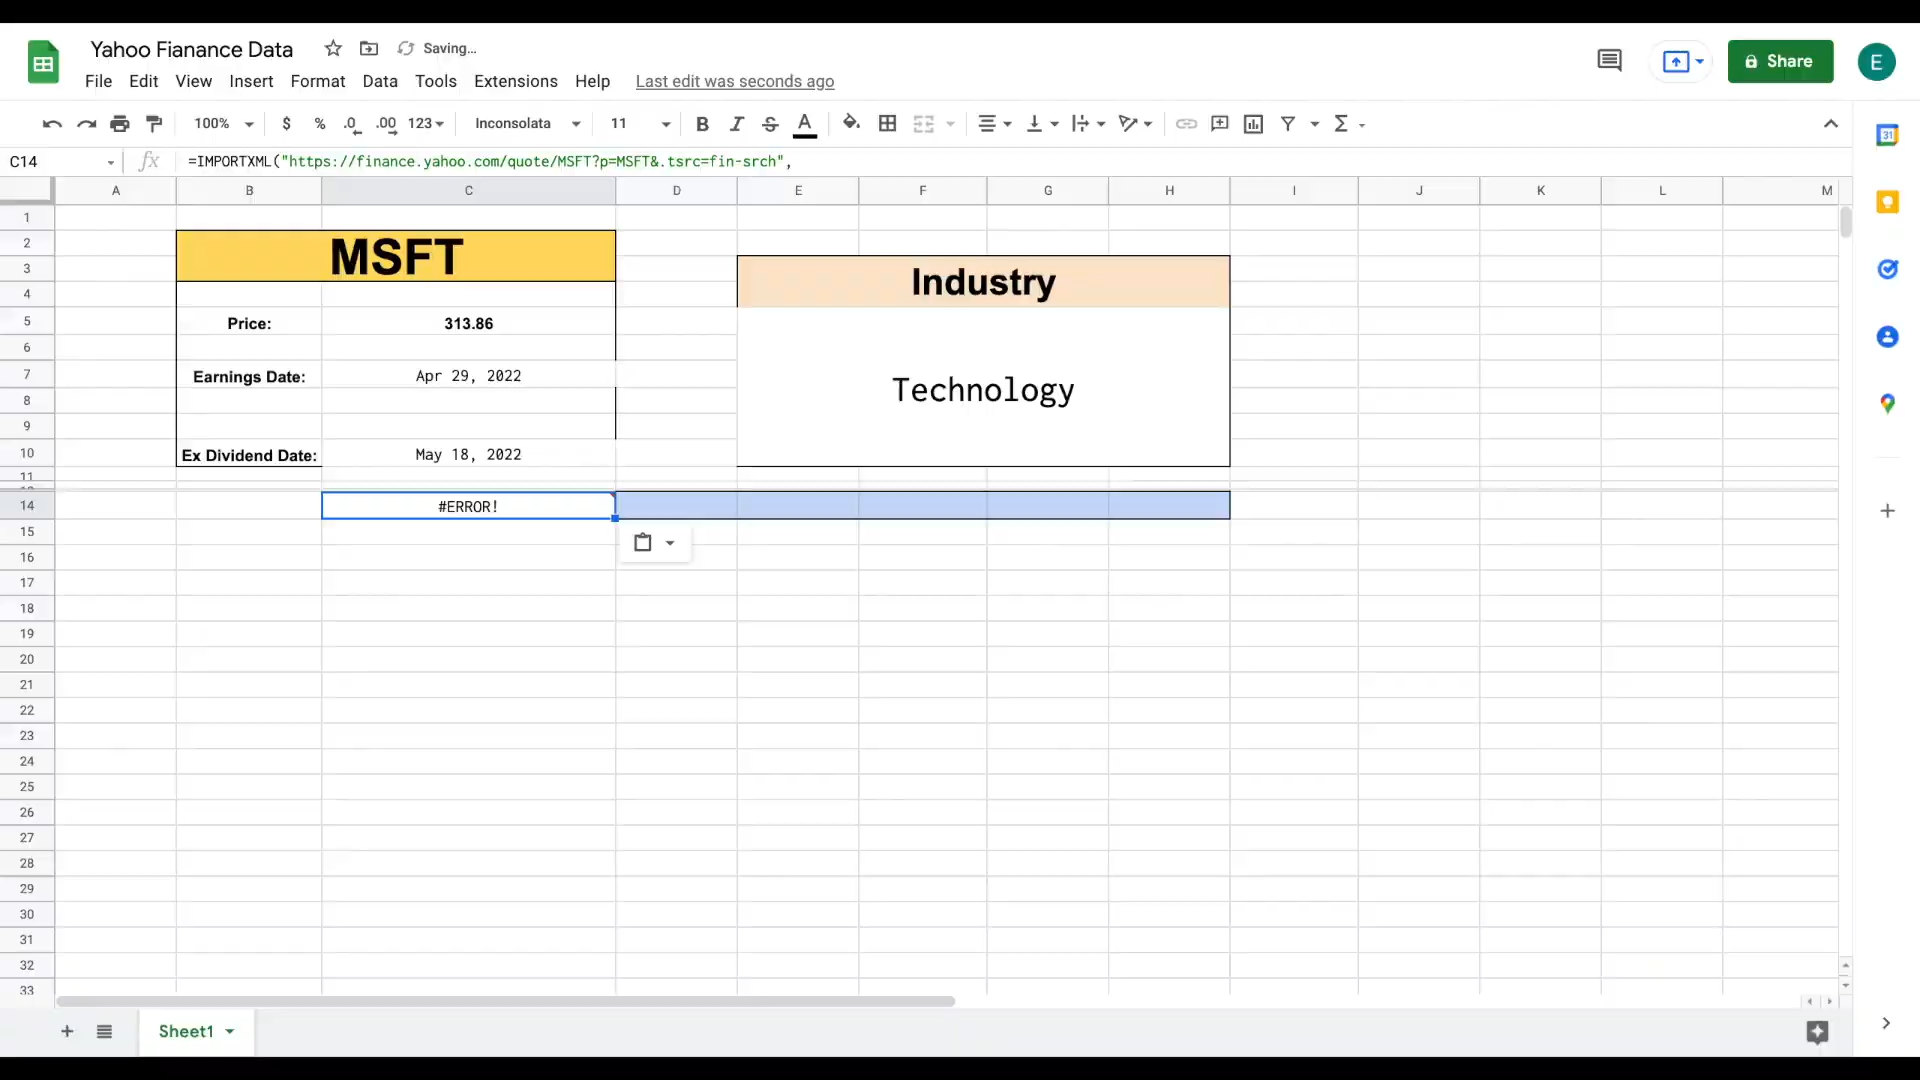 Yahoo Fianance Data Saving...
File Edit View Insert Format Data Tools Extensions Help Last edit was seconds ago
Share E
100% $ % .0 .00 123 Inconsolata 11 B I S A Σ
31
C14 fx =IMPORTXML("https://finance.yahoo.com/quote/MSFT?p=MSFT&.tsrc=fin-srch",
A B C D E F G H I J K L M
1
2
MSFT
3
Industry
4
5
Price: 313.86
6
7
Earnings Date: Apr 29, 2022
Technology
8
9
10
Ex Dividend Date: May 18, 2022
11
14 #ERROR!
15
16
17
18
19
20
21
22
23
24
25
26
27
28
29
30
31
32
33
Sheet1